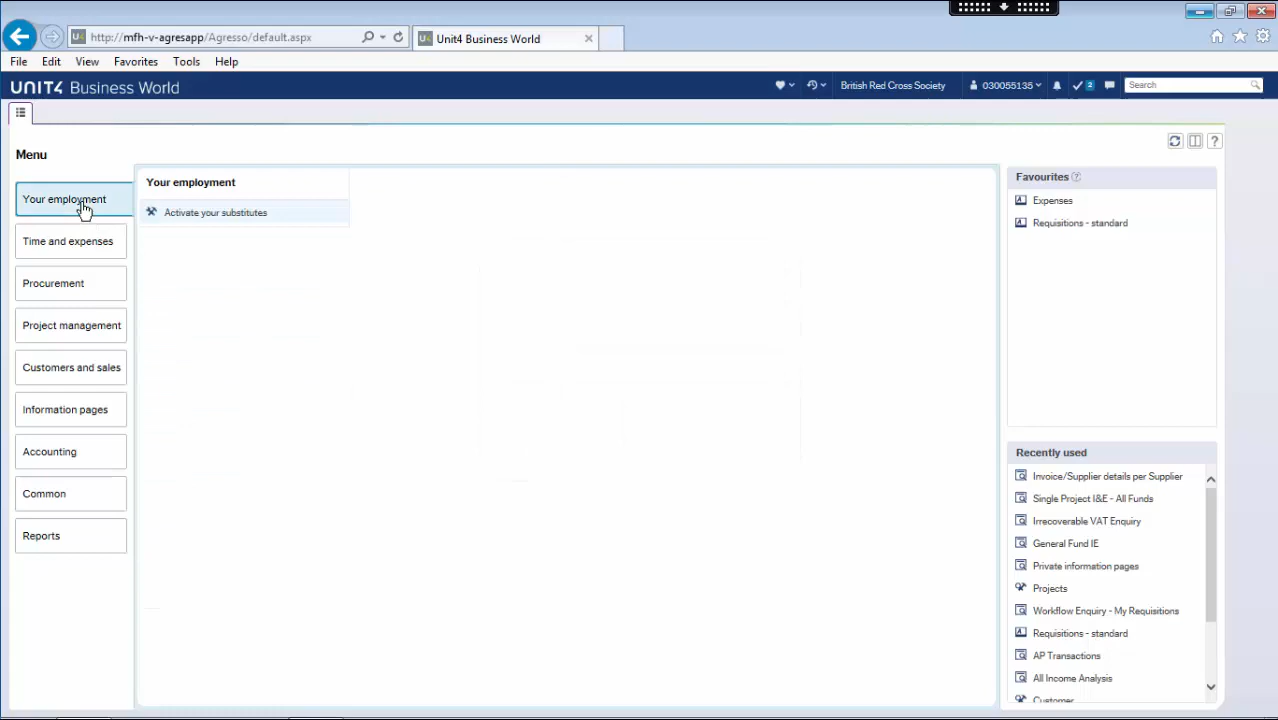 http://mfh-v-agresapp/Agresso/default.aspx
U4 Unit4 Business World
File Edit View Favorites Tools Help
UNIT4 Business World
British Red Cross Society
030055135
2
Search
Menu
Your employment
Time and expenses
Procurement
Project management
Customers and sales
Information pages
Accounting
Common
Reports
Your employment
Activate your substitutes
Favourites ?
Expenses
Requisitions - standard
Recently used
Invoice/Supplier details per Supplier
Single Project I&E - All Funds
Irrecoverable VAT Enquiry
General Fund IE
Private information pages
Projects
Workflow Enquiry - My Requisitions
Requisitions - standard
AP Transactions
All Income Analysis
Customer